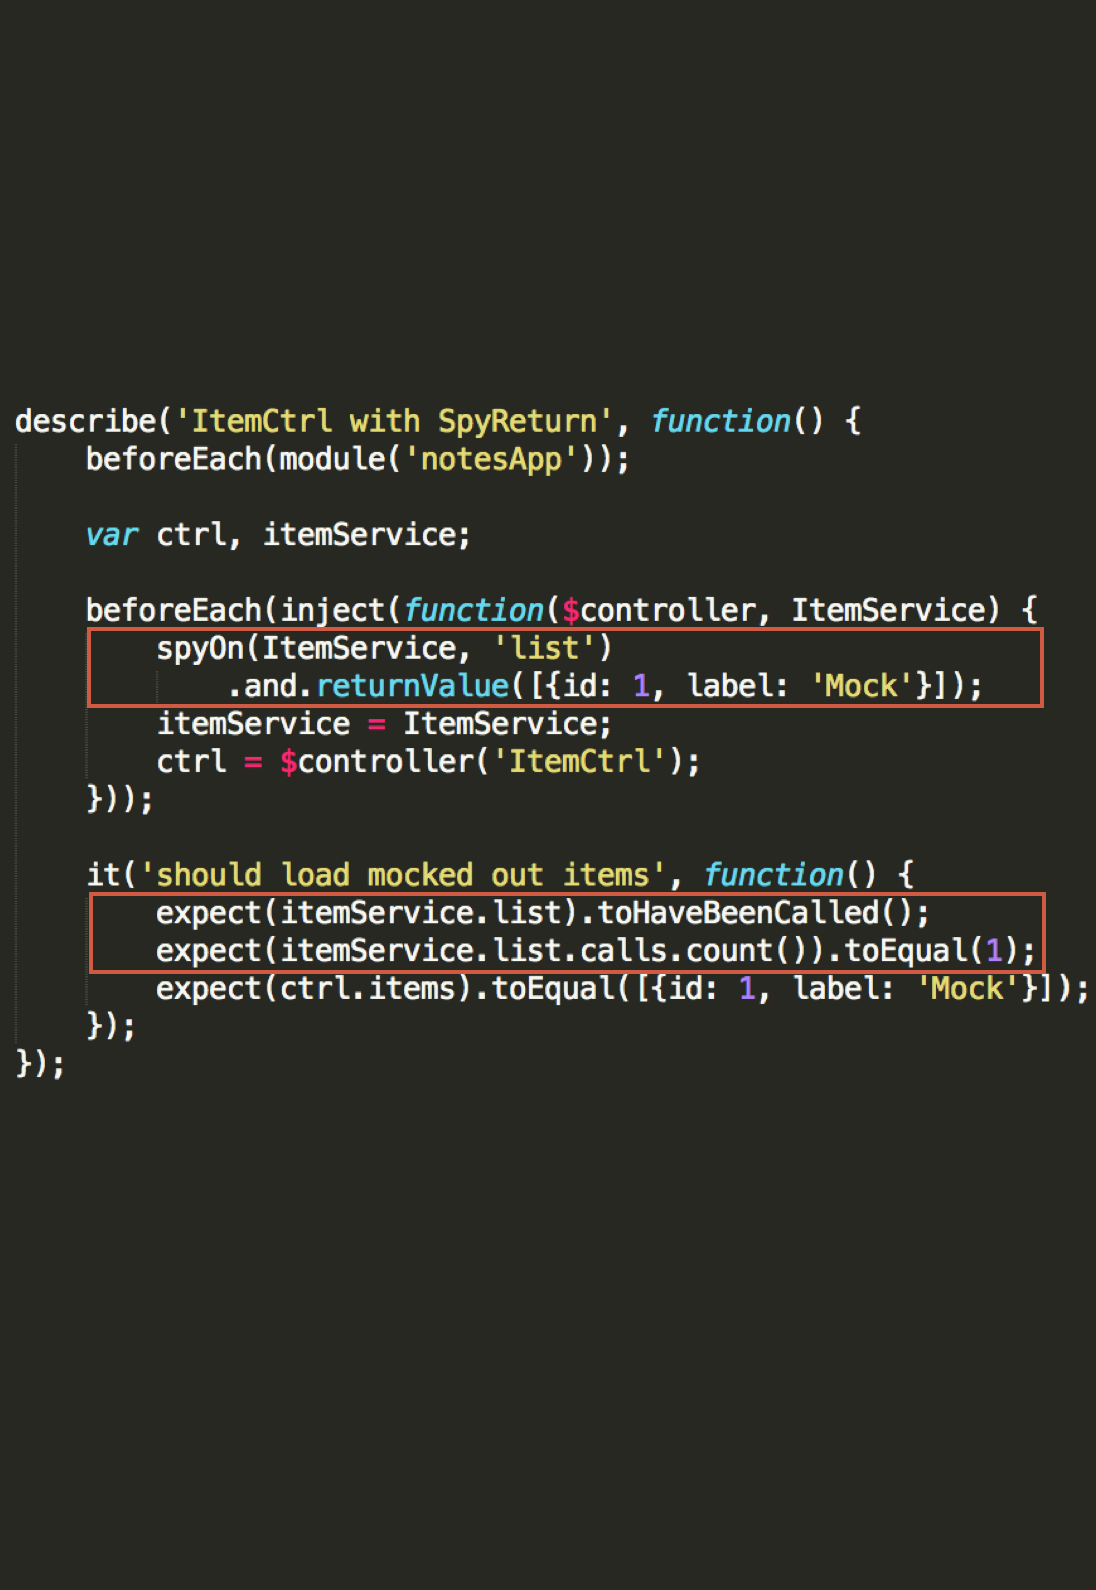 describe('ItemCtrl with SpyReturn', function() {
    beforeEach(module('notesApp'));

    var ctrl, itemService;

    beforeEach(inject(function($controller, ItemService) {
        spyOn(ItemService, 'list')
            .and.returnValue([{id: 1, label: 'Mock'}]);
        itemService = ItemService;
        ctrl = $controller('ItemCtrl');
    }));

    it('should load mocked out items', function() {
        expect(itemService.list).toHaveBeenCalled();
        expect(itemService.list.calls.count()).toEqual(1);
        expect(ctrl.items).toEqual([{id: 1, label: 'Mock'}]);
    });
});